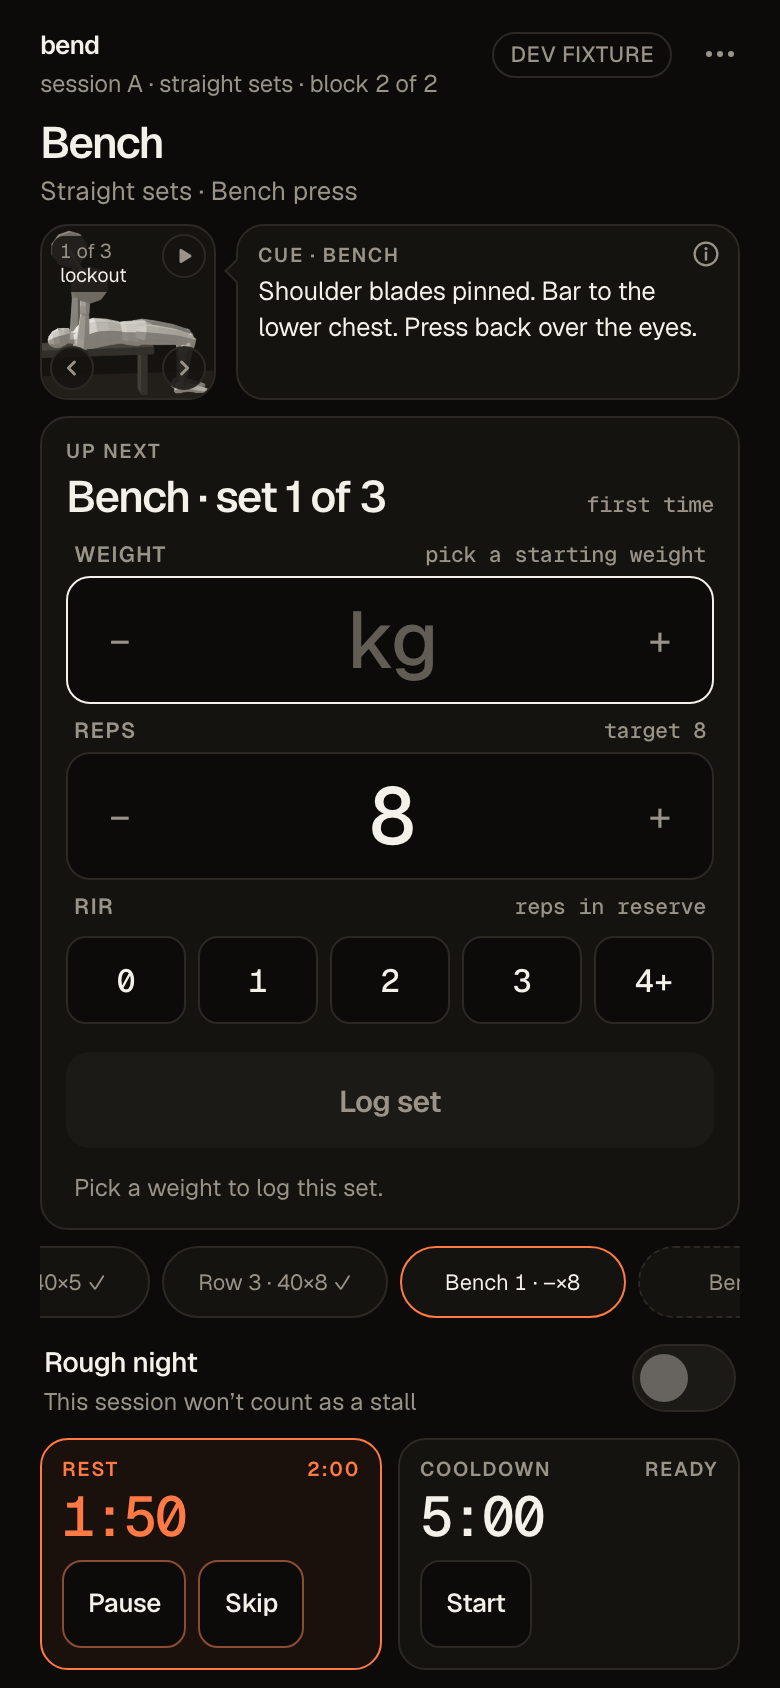 bend
DEV FIXTURE
session A · straight sets · block 2 of 2
Bench
Straight sets · Bench press
1 of 3
lockout
CUE · BENCH
Shoulder blades pinned. Bar to the
lower chest. Press back over the eyes.
UP NEXT
Bench · set 1 of 3
first time
WEIGHT
pick a starting weight
− kg +
REPS
target 8
− 8 +
RIR
reps in reserve
0 1 2 3 4+
Log set
Pick a weight to log this set.
40×5 ✓
Row 3 · 40×8 ✓
Bench 1 · –×8
Ben
Rough night
This session won’t count as a stall
REST 2:00
1:50
Pause Skip
COOLDOWN READY
5:00
Start